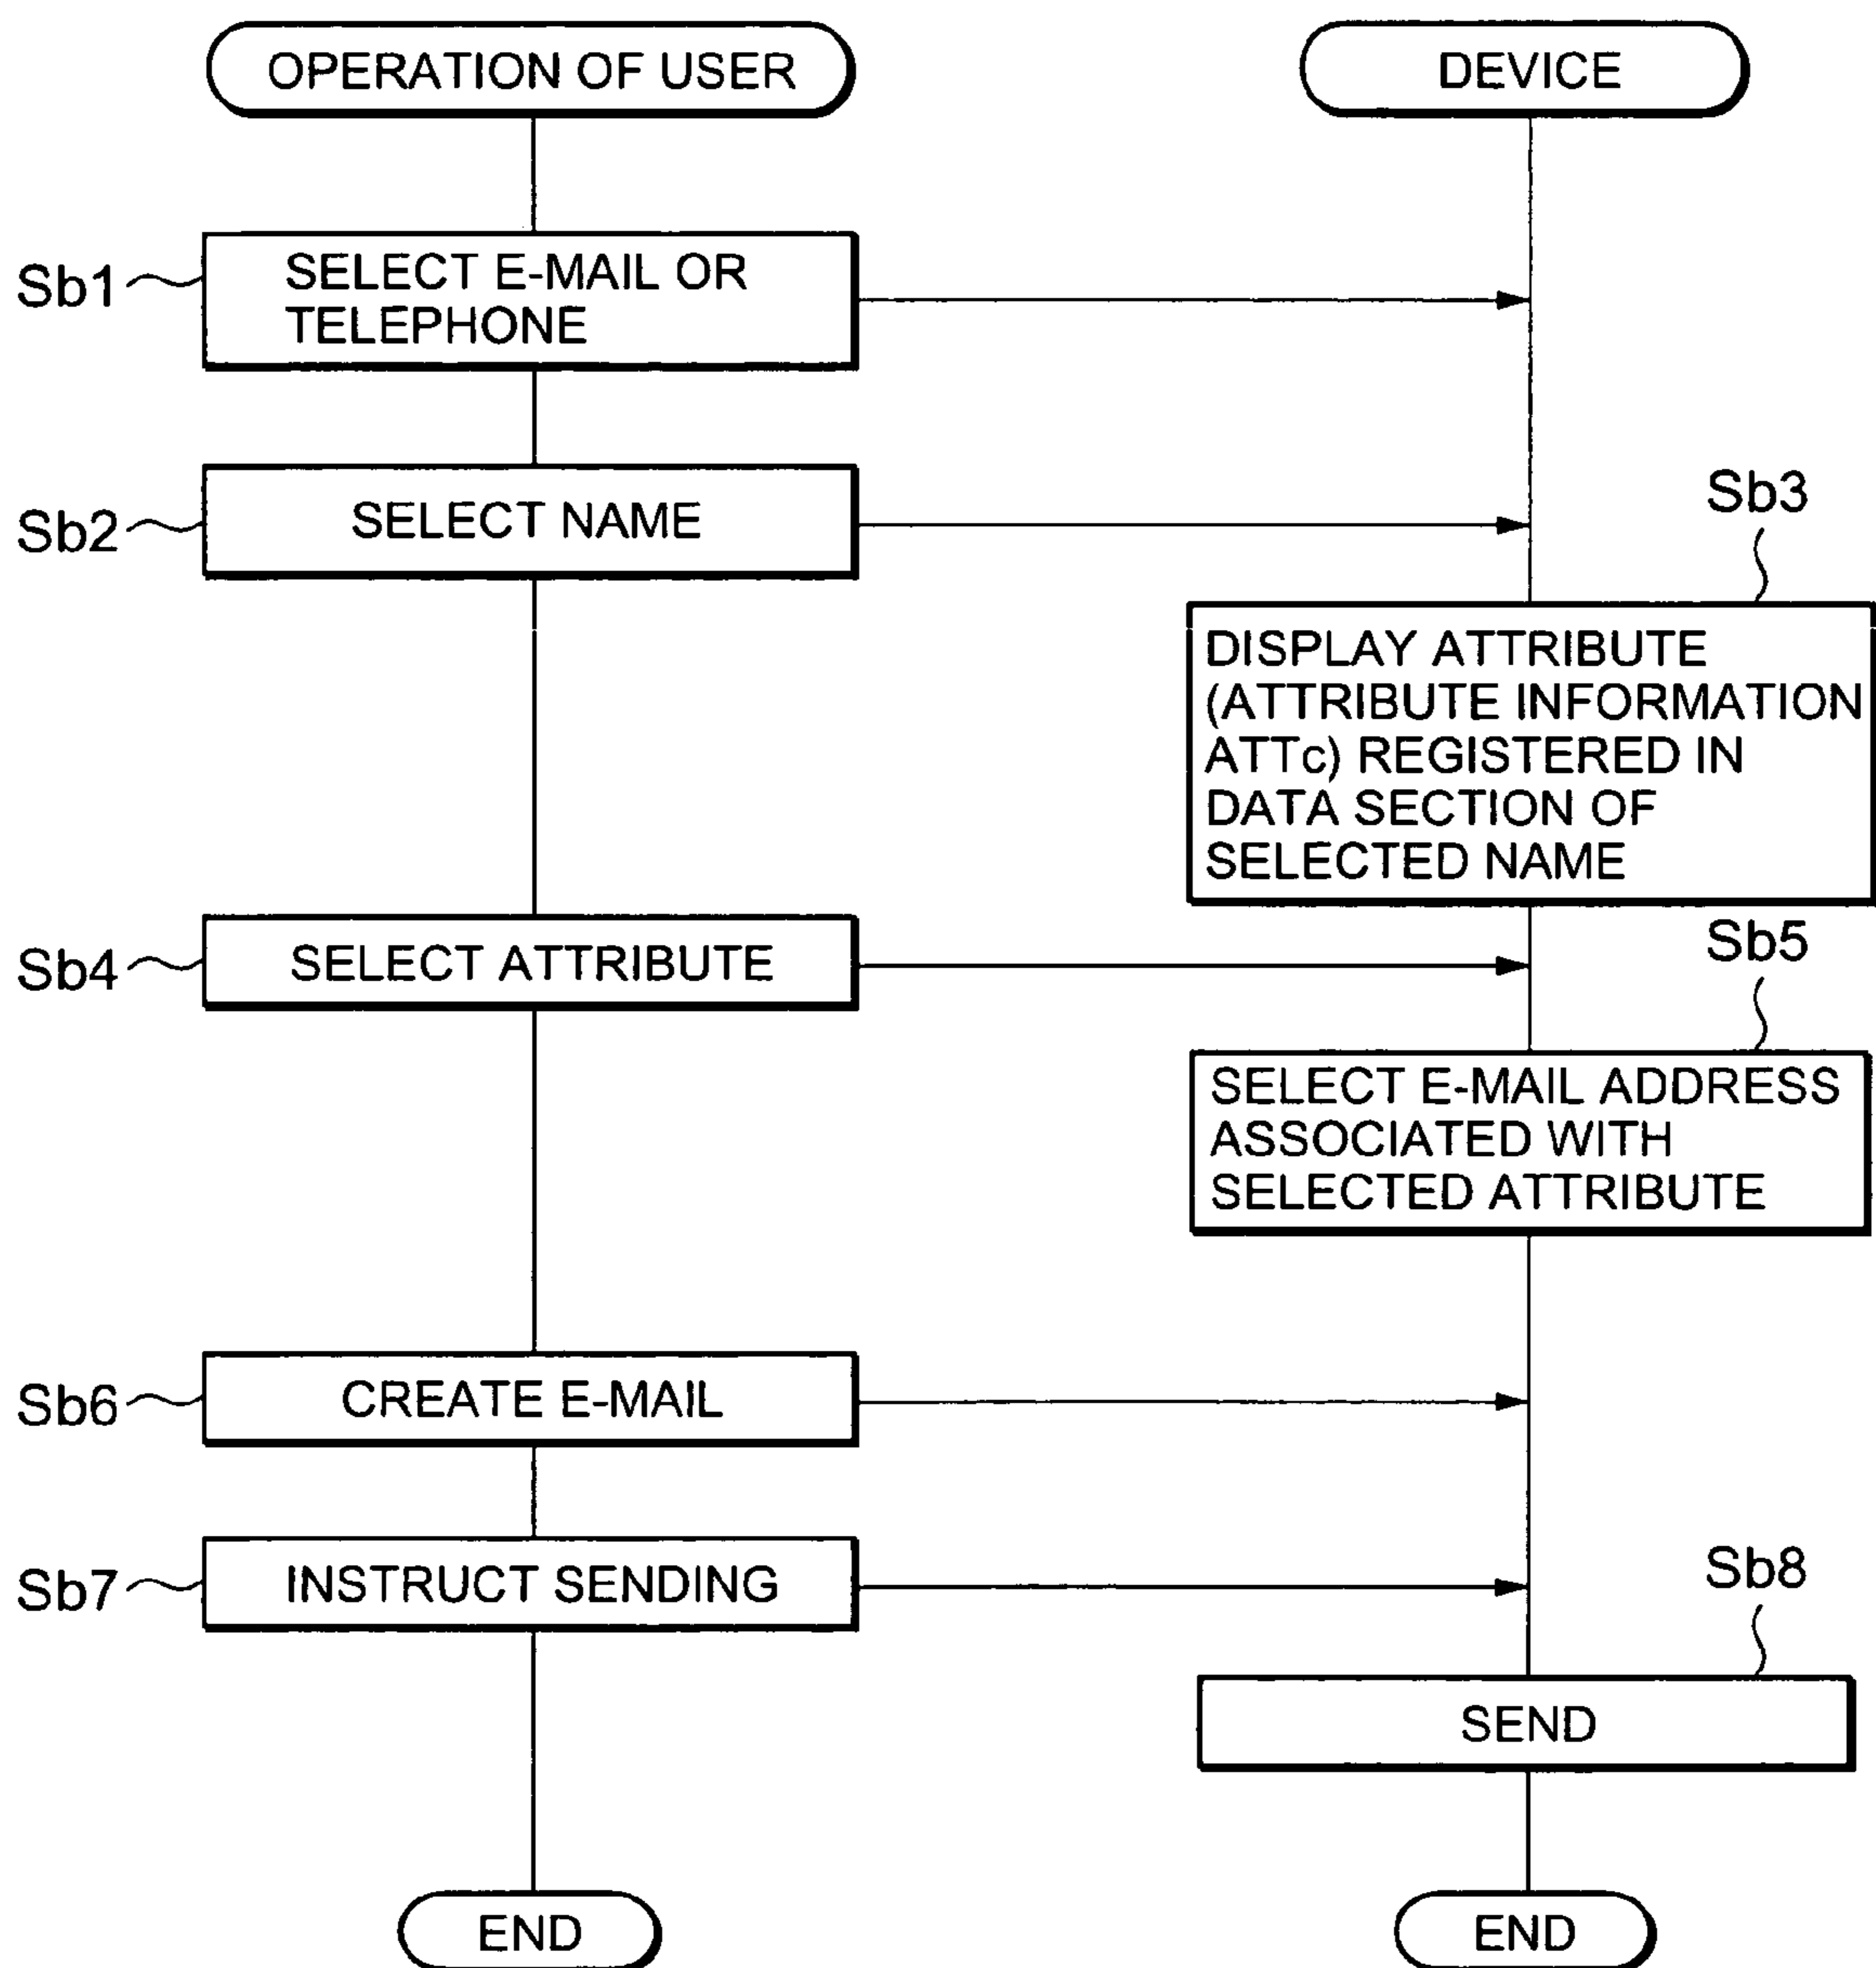 OPERATION OF USER
DEVICE
Sb1
SELECT E-MAIL OR
TELEPHONE
Sb2
SELECT NAME
Sb3
DISPLAY ATTRIBUTE
(ATTRIBUTE INFORMATION
ATTc) REGISTERED IN
DATA SECTION OF
SELECTED NAME
Sb4
SELECT ATTRIBUTE
Sb5
SELECT E-MAIL ADDRESS
ASSOCIATED WITH
SELECTED ATTRIBUTE
Sb6
CREATE E-MAIL
Sb7
INSTRUCT SENDING
Sb8
SEND
END
END